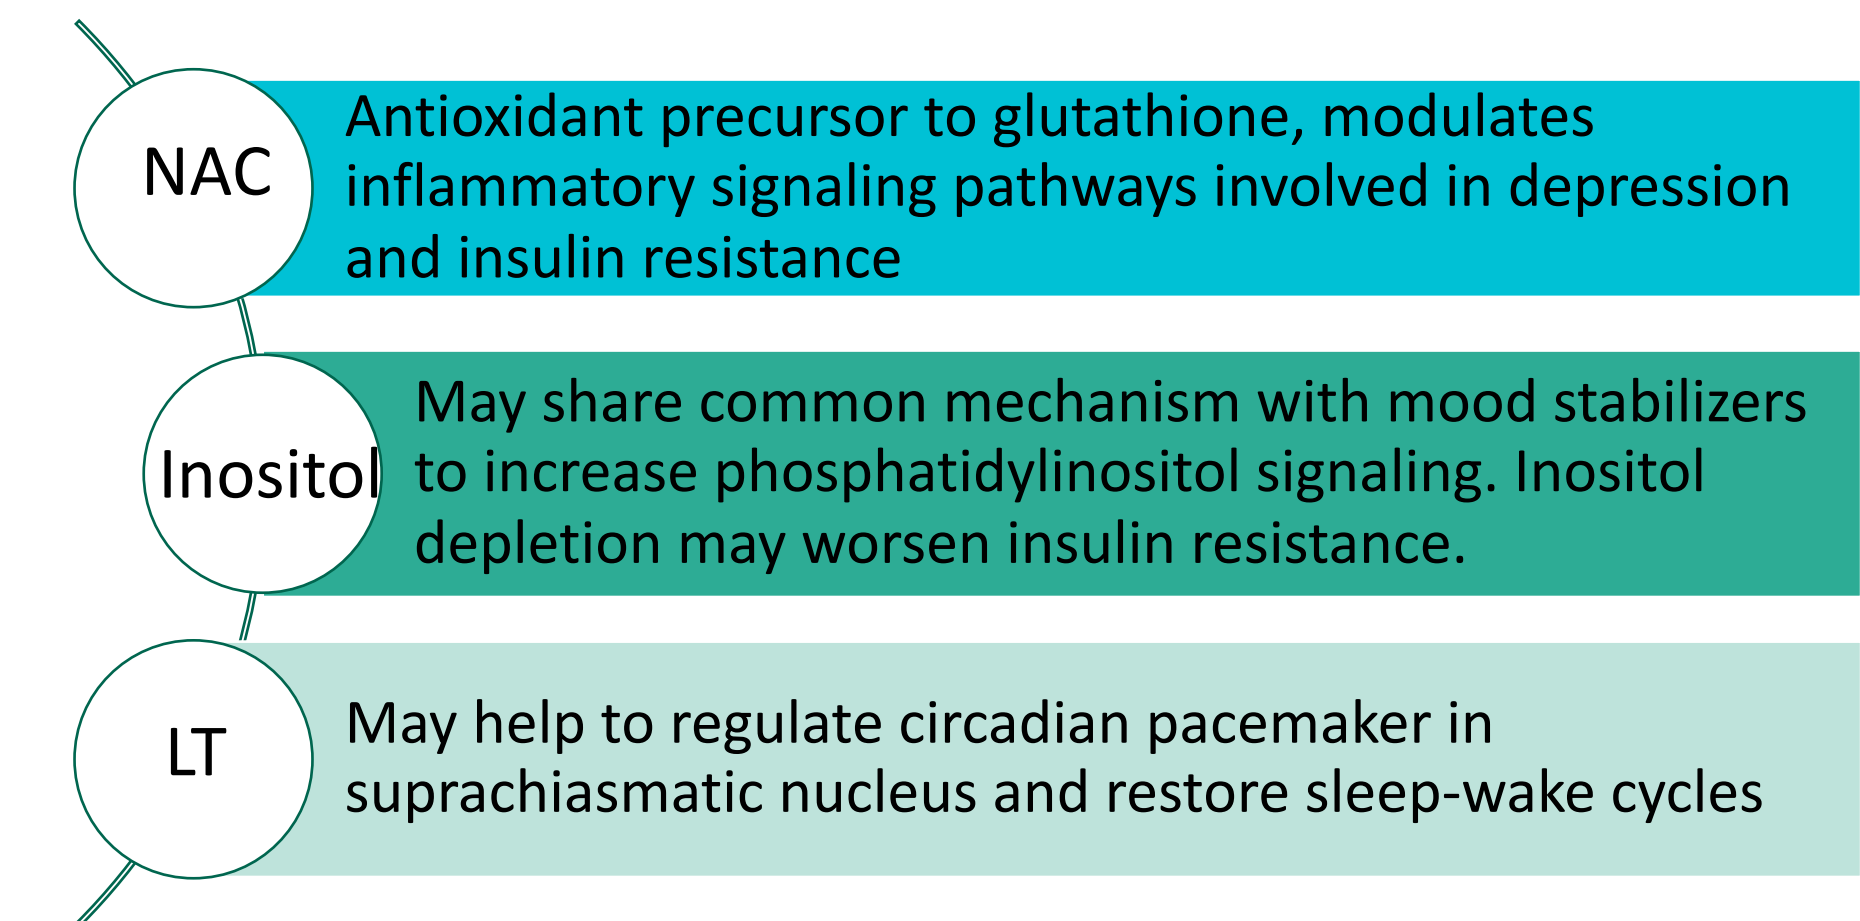 NAC
Antioxidant precursor to glutathione, modulates
inflammatory signaling pathways involved in depression
and insulin resistance
Inositol
May share common mechanism with mood stabilizers
to increase phosphatidylinositol signaling. Inositol
depletion may worsen insulin resistance.
LT
May help to regulate circadian pacemaker in
suprachiasmatic nucleus and restore sleep-wake cycles